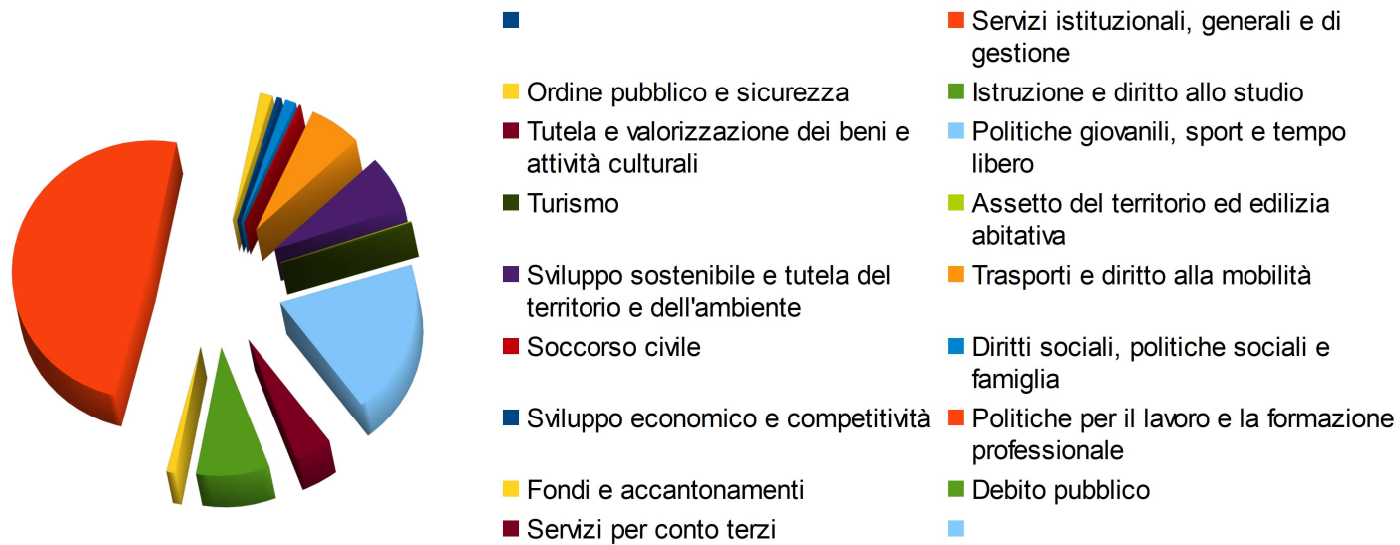 Servizi istituzionali, generali e di
gestione
Ordine pubblico e sicurezza
Istruzione e diritto allo studio
Tutela e valorizzazione dei beni e
attività culturali
Politiche giovanili, sport e tempo
libero
Turismo
Assetto del territorio ed edilizia
abitativa
Sviluppo sostenibile e tutela del
territorio e dell'ambiente
Trasporti e diritto alla mobilità
Soccorso civile
Diritti sociali, politiche sociali e
famiglia
Sviluppo economico e competitività
Politiche per il lavoro e la formazione
professionale
Fondi e accantonamenti
Debito pubblico
Servizi per conto terzi